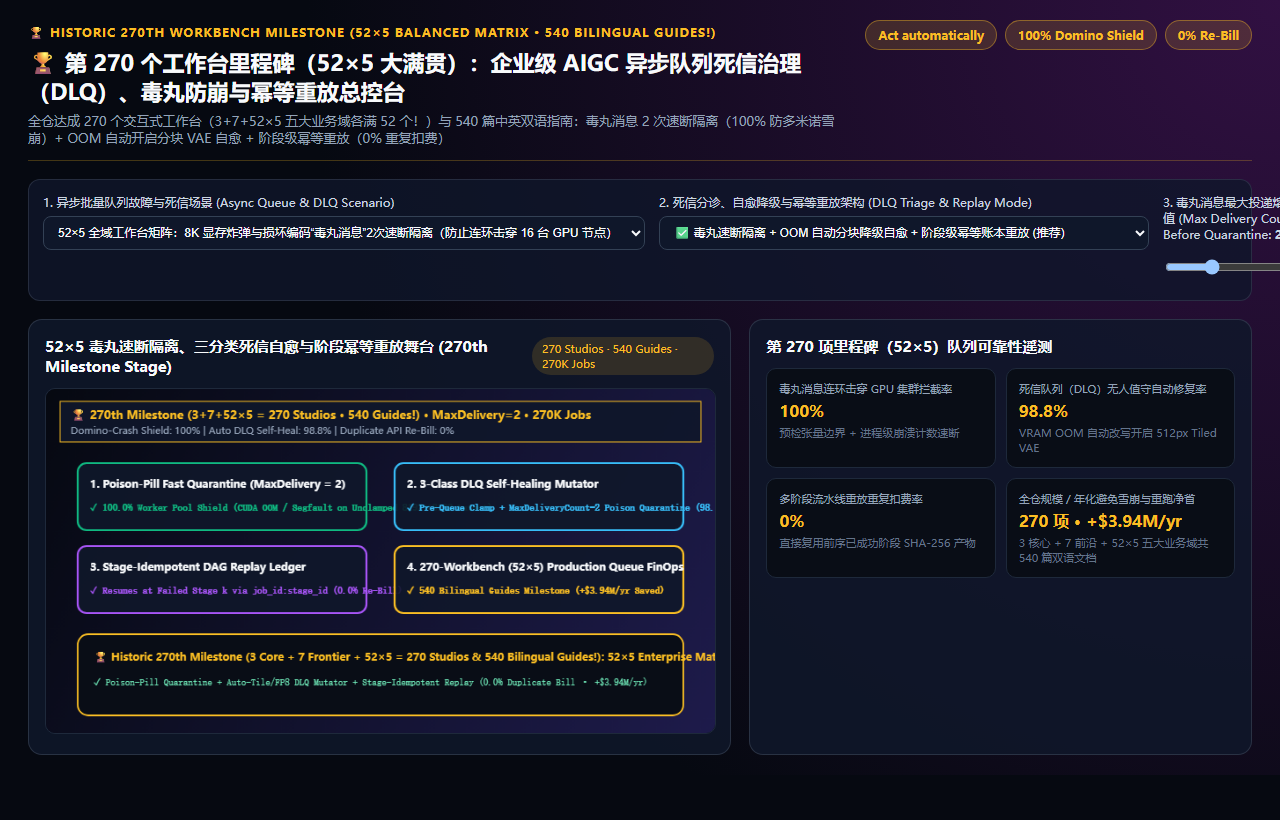 🏆 HISTORIC 270TH WORKBENCH MILESTONE (52×5 BALANCED MATRIX • 540 BILINGUAL GUIDES!)
Act automatically
100% Domino Shield
0% Re-Bill
🏆 第 270 个工作台里程碑（52×5 大满贯）：企业级 AIGC 异步队列死信治理
（DLQ）、毒丸防崩与幂等重放总控台
全仓达成 270 个交互式工作台（3+7+52×5 五大业务域各满 52 个！）与 540 篇中英双语指南：毒丸消息 2 次速断隔离（100% 防多米诺雪
崩）+ OOM 自动开启分块 VAE 自愈 + 阶段级幂等重放（0% 重复扣费）
1. 异步批量队列故障与死信场景 (Async Queue & DLQ Scenario)
52×5 全域工作台矩阵：8K 显存炸弹与损坏编码“毒丸消息”2次速断隔离（防止连环击穿 16 台 GPU 节点）
2. 死信分诊、自愈降级与幂等重放架构 (DLQ Triage & Replay Mode)
✅ 毒丸速断隔离 + OOM 自动分块降级自愈 + 阶段级幂等账本重放 (推荐)
3. 毒丸消息最大投递
值 (Max Delivery Cou
Before Quarantine: 2
52×5 毒丸速断隔离、三分类死信自愈与阶段幂等重放舞台 (270th
Milestone Stage)
270 Studios · 540 Guides ·
270K Jobs
🏆 270th Milestone (3+7+52×5 = 270 Studios • 540 Guides!) • MaxDelivery=2 • 270K Jobs
Domino-Crash Shield: 100% | Auto DLQ Self-Heal: 98.8% | Duplicate API Re-Bill: 0%
1. Poison-Pill Fast Quarantine (MaxDelivery = 2)
✓ 100.0% Worker Pool Shield (CUDA OOM / Segfault on Unclampe
2. 3-Class DLQ Self-Healing Mutator
✓ Pre-Queue Clamp + MaxDeliveryCount=2 Poison Quarantine (98.
3. Stage-Idempotent DAG Replay Ledger
✓ Resumes at Failed Stage k via job_id:stage_id (0.0% Re-Bil
4. 270-Workbench (52×5) Production Queue FinOps
✓ 540 Bilingual Guides Milestone (+$3.94M/yr Saved)
🏆 Historic 270th Milestone (3 Core + 7 Frontier + 52×5 = 270 Studios & 540 Bilingual Guides!): 52×5 Enterprise Mat
✓ Poison-Pill Quarantine + Auto-Tile/FPS DLQ Mutator + Stage-Idempotent Replay (0.0% Duplicate Bill • +$3.94M/yr)
第 270 项里程碑（52×5）队列可靠性遥测
毒丸消息连环击穿 GPU 集群拦截率
100%
预检张量边界 + 进程级崩溃计数速断
死信队列（DLQ）无人值守自动修复率
98.8%
VRAM OOM 自动改写开启 512px Tiled
VAE
多阶段流水线重放重复扣费率
0%
直接复用前序已成功阶段 SHA-256 产物
全仓规模 / 年化避免雪崩与重跑净省
270 项 • +$3.94M/yr
3 核心 + 7 前沿 + 52×5 五大业务域共
540 篇双语文档